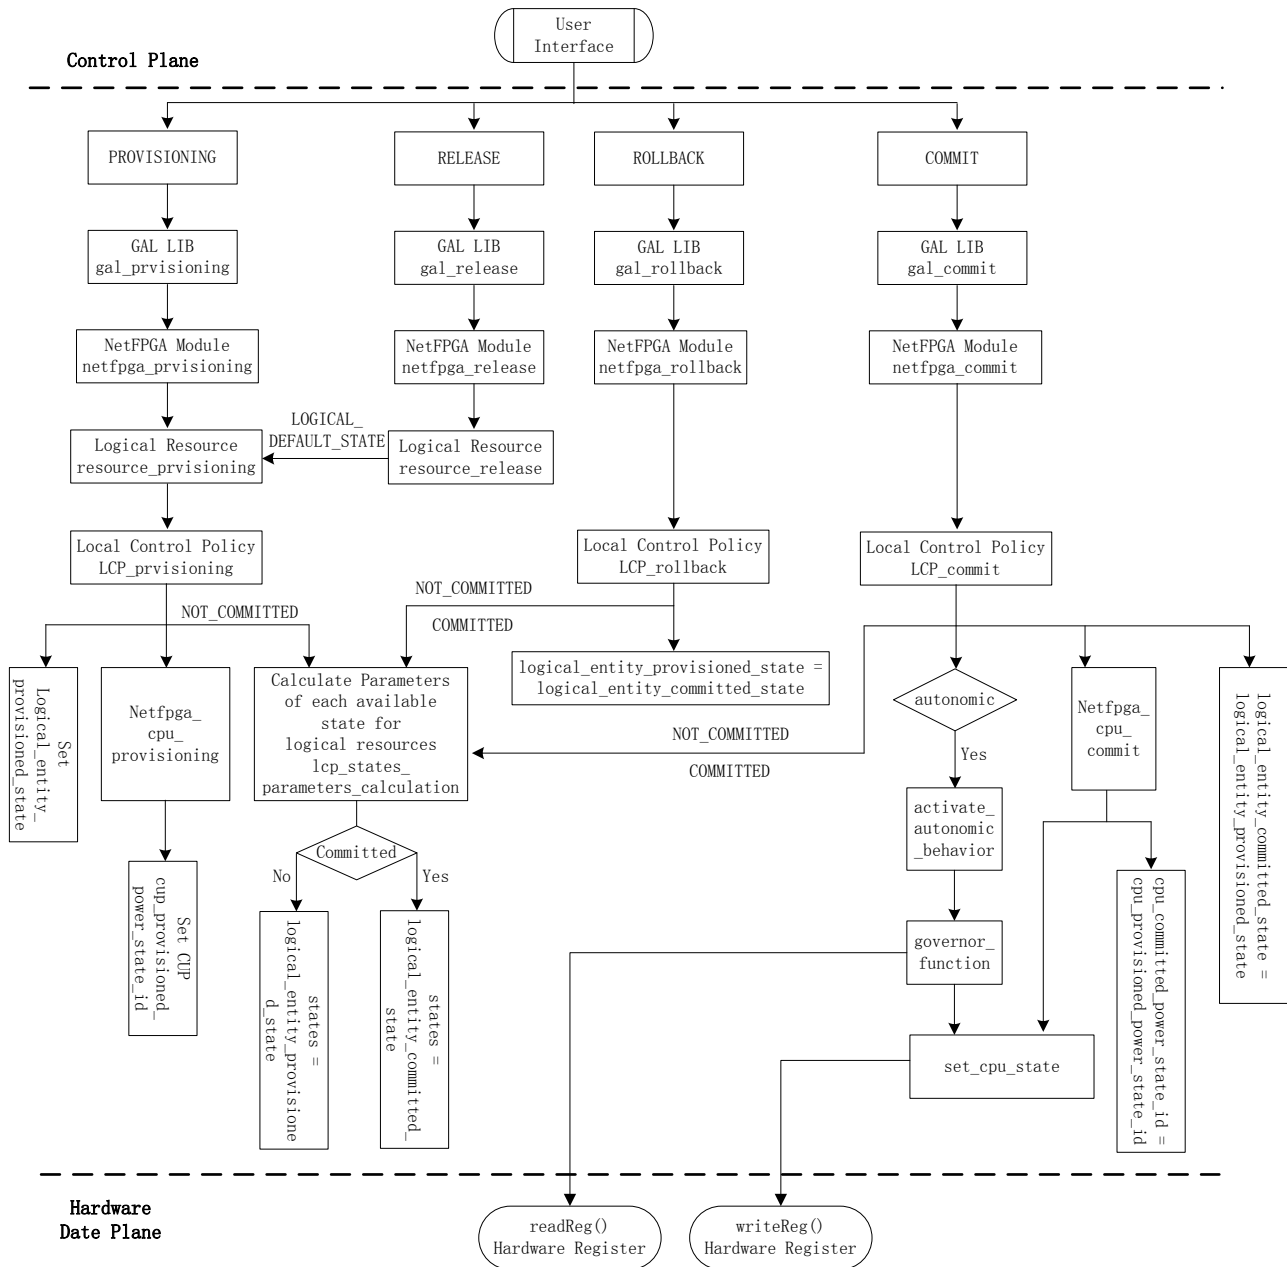 User
Interface
Control Plane
PROVISIONING
RELEASE
ROLLBACK
COMMIT
GAL LIB
gal_prvisioning
GAL LIB
gal_release
GAL LIB
gal_rollback
GAL LIB
gal_commit
NetFPGA Module
netfpga_prvisioning
NetFPGA Module
netfpga_release
NetFPGA Module
netfpga_rollback
NetFPGA Module
netfpga_commit
LOGICAL_
DEFAULT_STATE
Logical Resource
resource_prvisioning
Logical Resource
resource_release
Local Control Policy
LCP_prvisioning
Local Control Policy
LCP_rollback
Local Control Policy
LCP_commit
NOT_COMMITTED
NOT_COMMITTED
COMMITTED
Set
Logical_entity_
provisioned_state
Netfpga_
cpu_
provisioning
Calculate Parameters
of each available
state for
logical resources
lcp_states_
parameters_calculation
logical_entity_provisioned_state =
logical_entity_committed_state
autonomic
Netfpga_
cpu_
commit
logical_entity_committed_state =
logical_entity_provisioned_state
NOT_COMMITTED
COMMITTED
Yes
activate_
autonomic
_behavior
Committed
No
Yes
Set CUP
cup_provisioned_
power_state_id
states =
logical_entity_provisione
d_state
states =
logical_entity_committed_
state
governor_
function
cpu_committed_power_state_id =
cpu_provisioned_power_state_id
set_cpu_state
Hardware
Date Plane
readReg()
Hardware Register
writeReg()
Hardware Register